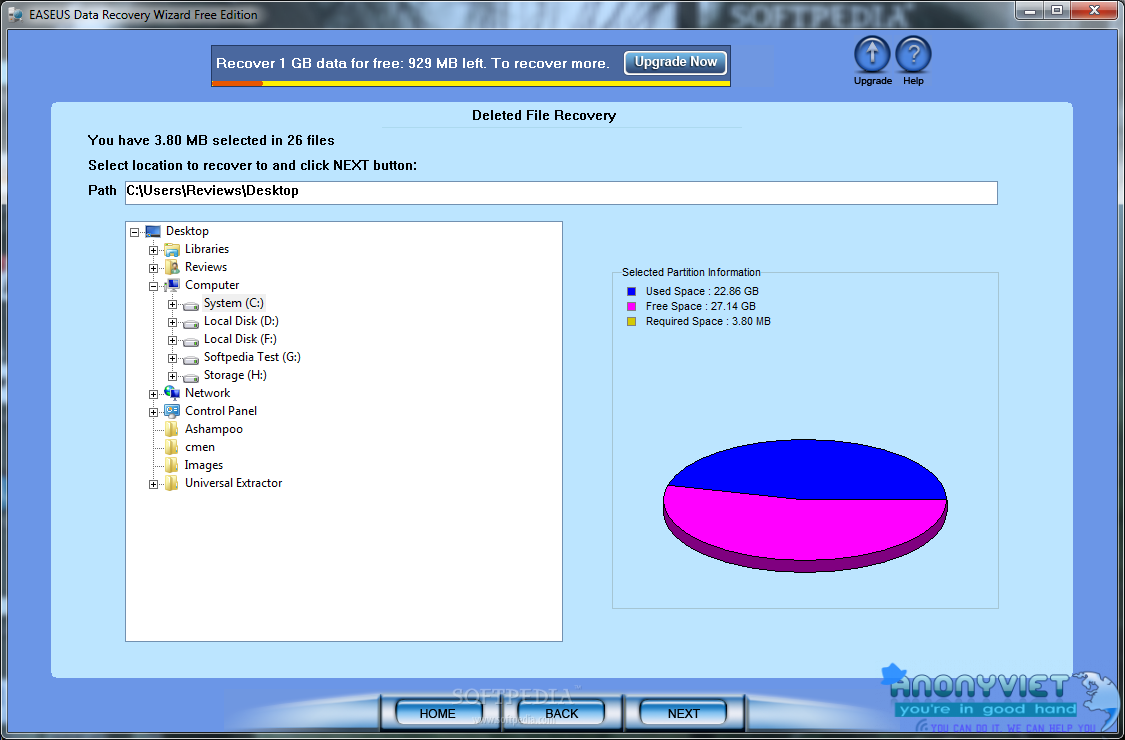 EASEUS Data Recovery Wizard Free Edition
SOFTPEDIA
Recover 1 GB data for free: 929 MB left. To recover more.
Upgrade Now
Upgrade
Help
Deleted File Recovery
You have 3.80 MB selected in 26 files
Select location to recover to and click NEXT button:
Path C:\Users\Reviews\Desktop
Desktop
Libraries
Reviews
Computer
System (C:)
Local Disk (D:)
Local Disk (F:)
Softpedia Test (G:)
Storage (H:)
Network
Control Panel
Ashampoo
cmen
Images
Universal Extractor
Selected Partition Information
Used Space : 22.86 GB
Free Space : 27.14 GB
Required Space : 3.80 MB
SOFTPEDIA
www.softpedia.com
HOME
BACK
NEXT
ANONYVIET
you're in good hand
YOU CAN DO IT, WE CAN HELP YOU